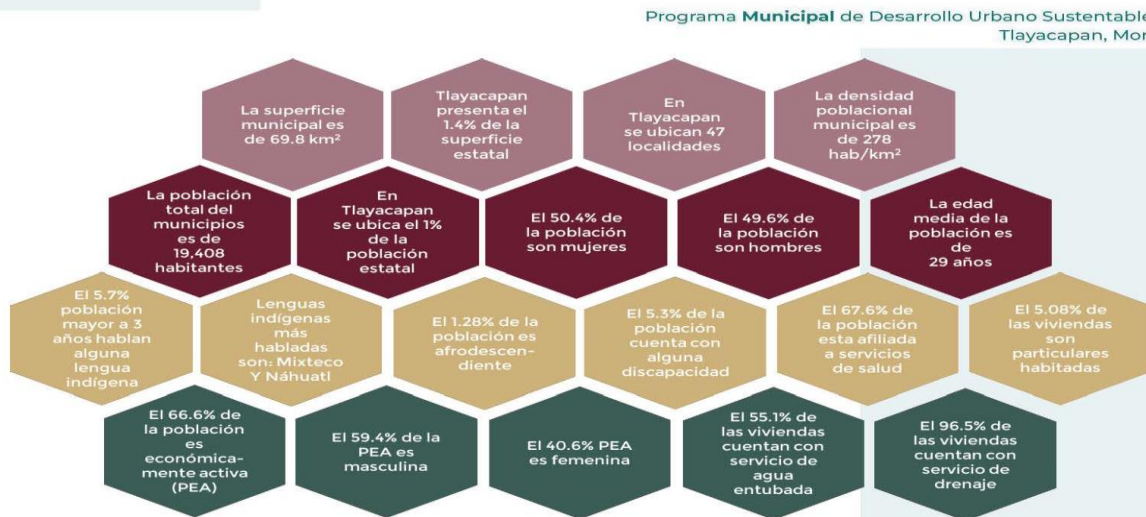 Programa Municipal de Desarrollo Urbano Sustentable
Tlayacapan, Mor
La superficie
municipal es
de 69.8 km²
Tlayacapan
presenta el
1.4% de la
superficie
estatal
En
Tlayacapan
se ubican 47
localidades
La densidad
poblacional
municipal es
de 278
hab/km²
La población
total del
municipios
es de
19,408
habitantes
En
Tlayacapan
se ubica el 1%
de la
población
estatal
El 50.4% de
la población
son mujeres
El 49.6% de
la población
son hombres
La edad
media de la
población es
de
29 años
El 5.7%
población
mayor a 3
años hablan
alguna
lengua
indígena
Lenguas
indígenas
más
habladas
son: Mixteco
Y Náhuatl
El 1.28% de la
población es
afrodescen-
diente
El 5.3% de la
población
cuenta con
alguna
discapacidad
El 67.6% de
la población
esta afiliada
a servicios
de salud
El 5.08% de
las viviendas
son
particulares
habitadas
El 66.6% de
la población
es
económica-
mente activa
(PEA)
El 59.4% de la
PEA es
masculina
El 40.6% PEA
es femenina
El 55.1% de
las viviendas
cuentan con
servicio de
agua
entubada
El 96.5% de
las viviendas
cuentan con
servicio de
drenaje